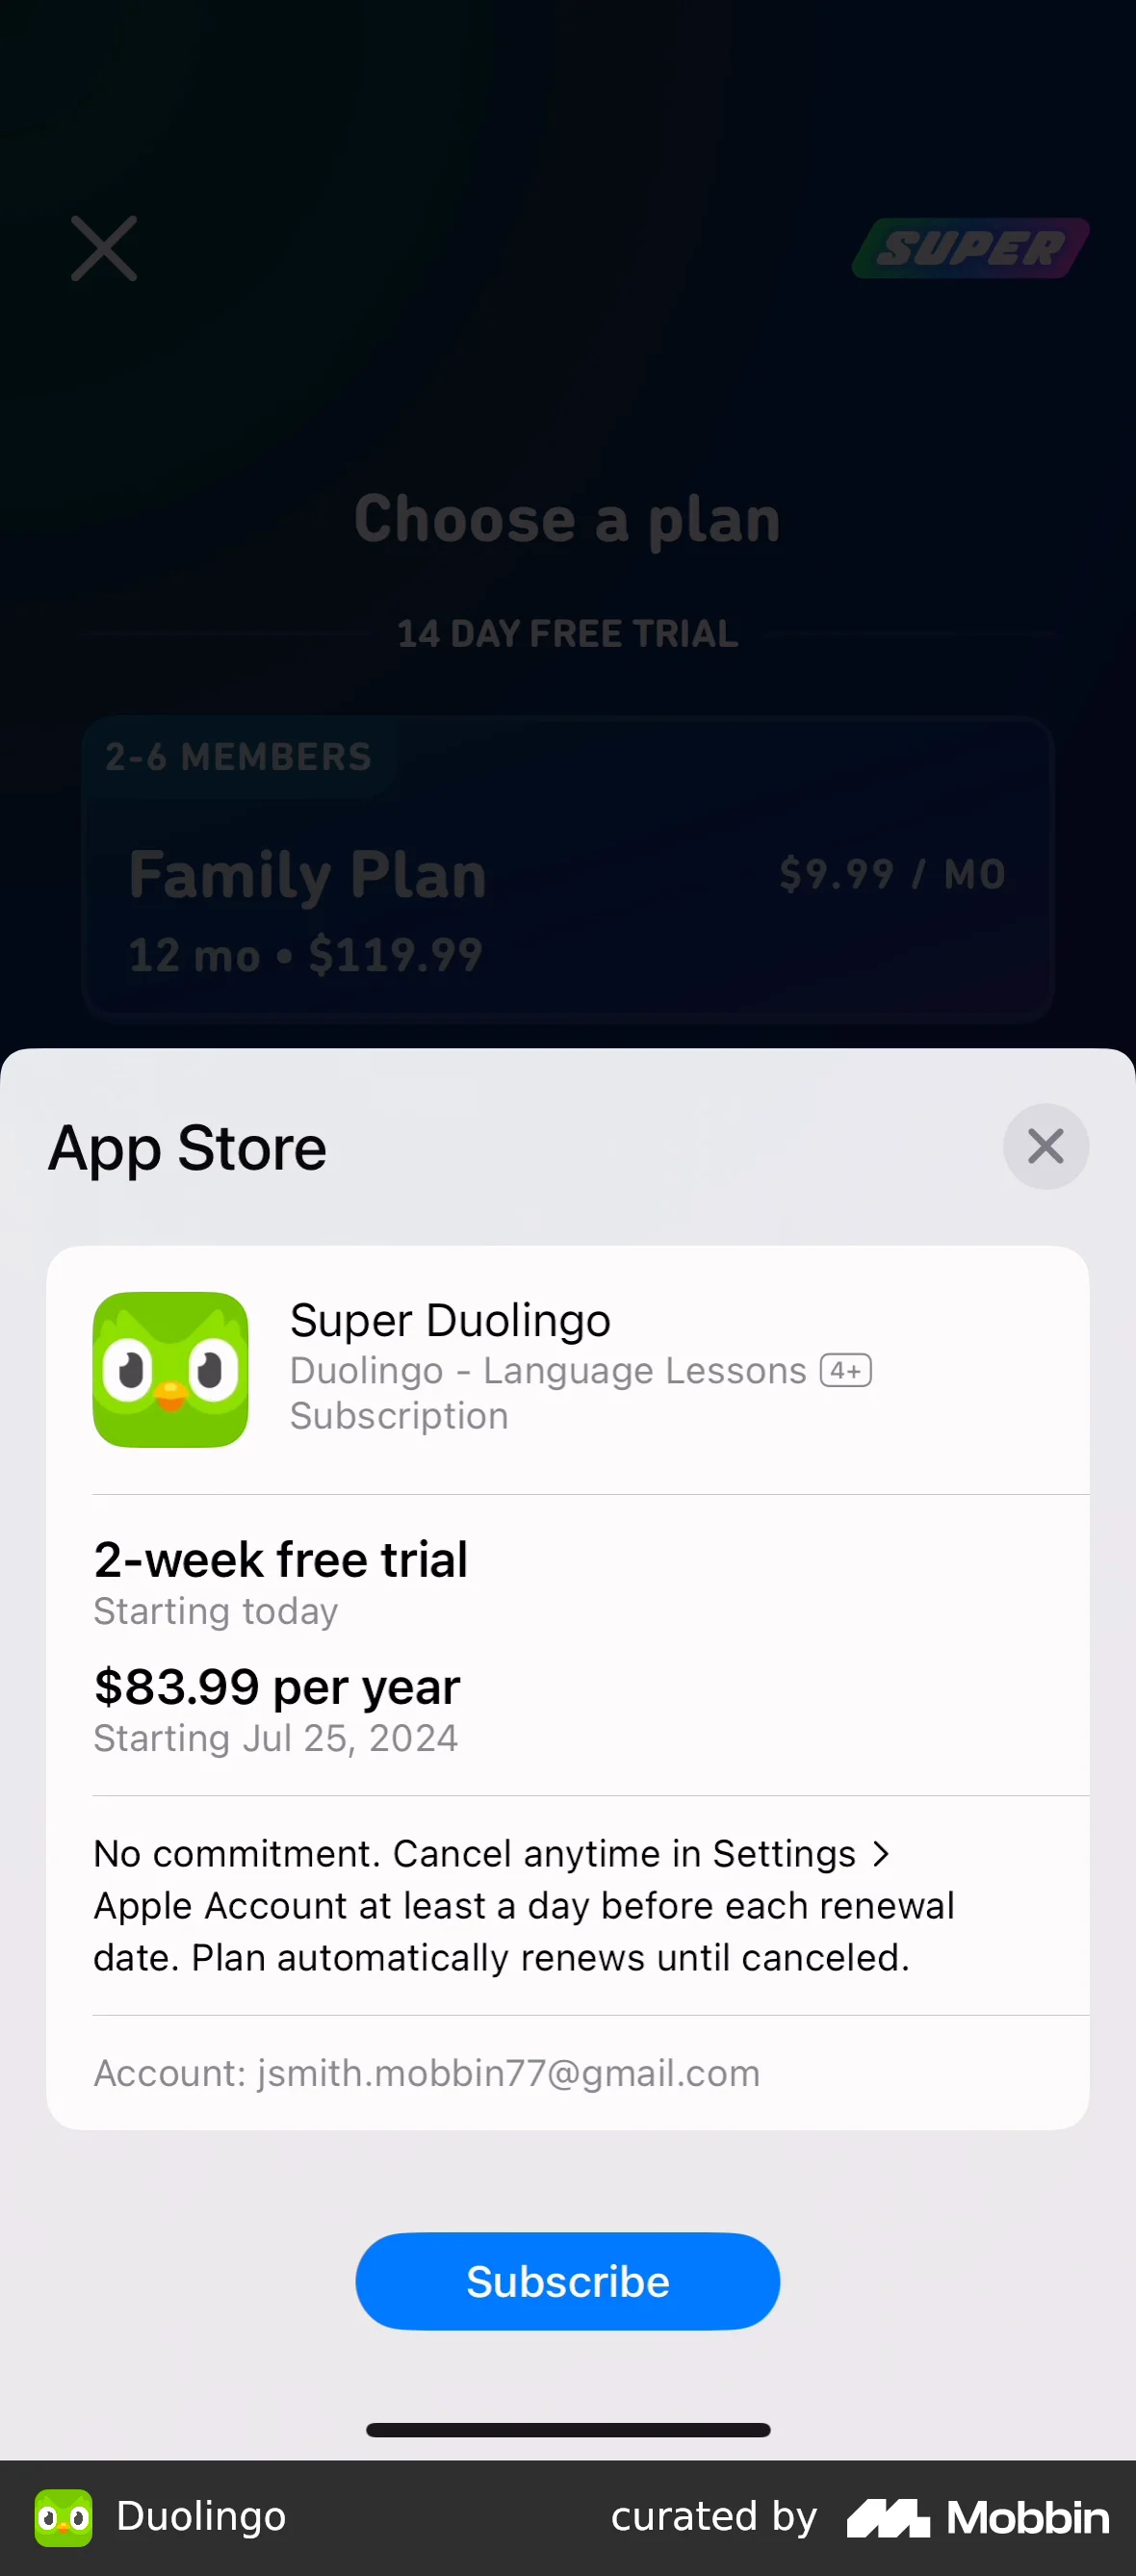 SUPER
Choose a plan
14 DAY FREE TRIAL
2-6 MEMBERS
Family Plan
$9.99 / MO
12 mo • $119.99
App Store
Super Duolingo
Duolingo - Language Lessons 4+
Subscription
2-week free trial
Starting today
$83.99 per year
Starting Jul 25, 2024
No commitment. Cancel anytime in Settings >
Apple Account at least a day before each renewal
date. Plan automatically renews until canceled.
Account: jsmith.mobbin77@gmail.com
Subscribe
Duolingo
curated by Mobbin